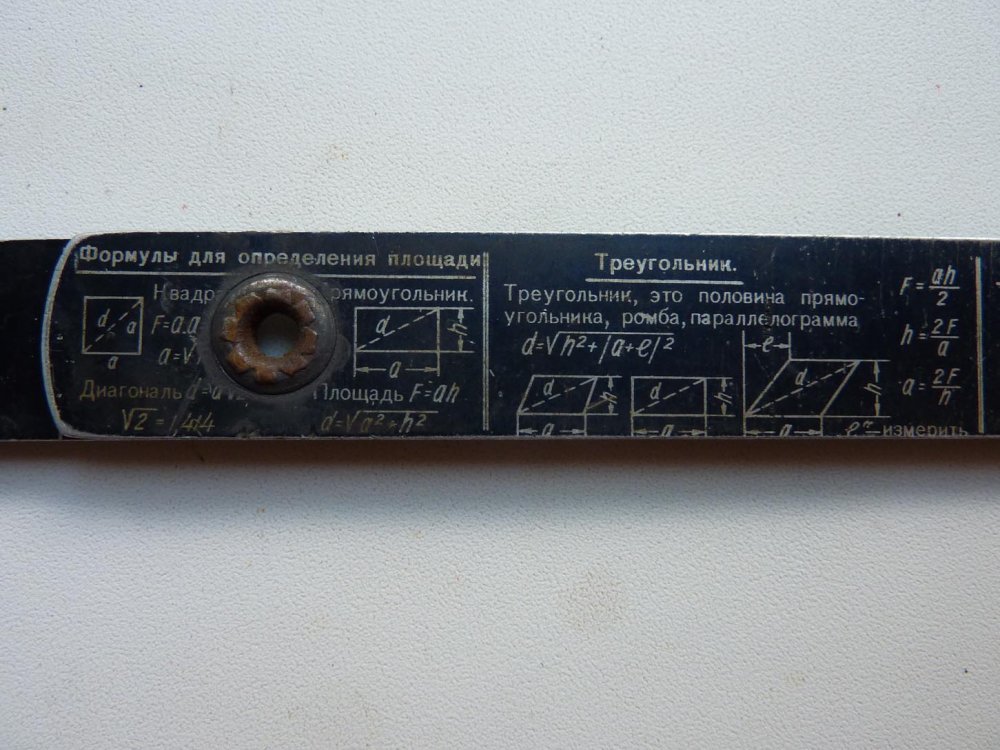 Формулы для определения площади
d a
F=a.a
a
a=√
Диагональ
√2 = 1,414
рямоугольник.
d h
a
Площадь F=ah
d=√a²+h²
Треугольник.
Треугольник, это половина прямо-
угольника, ромба, параллелограмма
d=√h²+/a+e/²
d h
a
d h
a
e
d h
a
измерить
F=ah/2
h=2F/a
a=2F/h